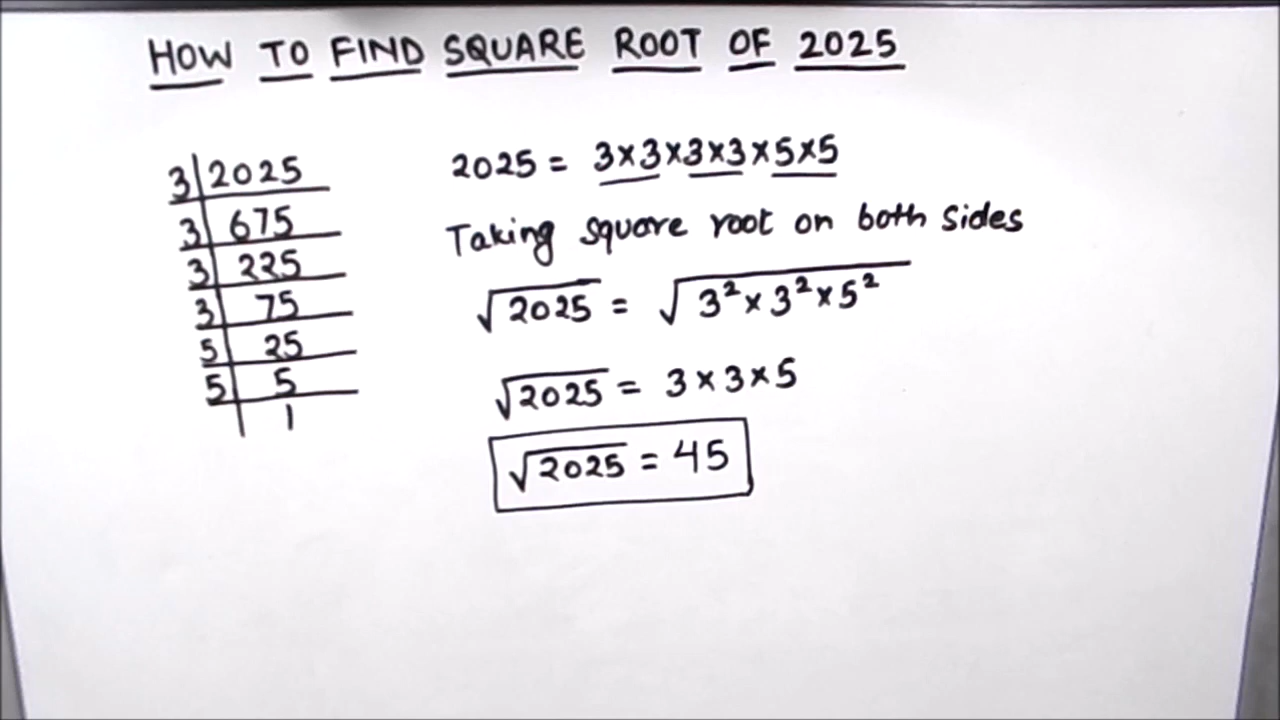 HOW TO FIND SQUARE ROOT OF 2025
3|2025
3|675
3|225
3|75
5|25
5|5
|1
2025 = 3×3×3×3×5×5
Taking square root on both sides
√2025 = √3²×3²×5²
√2025 = 3×3×5
√2025 = 45